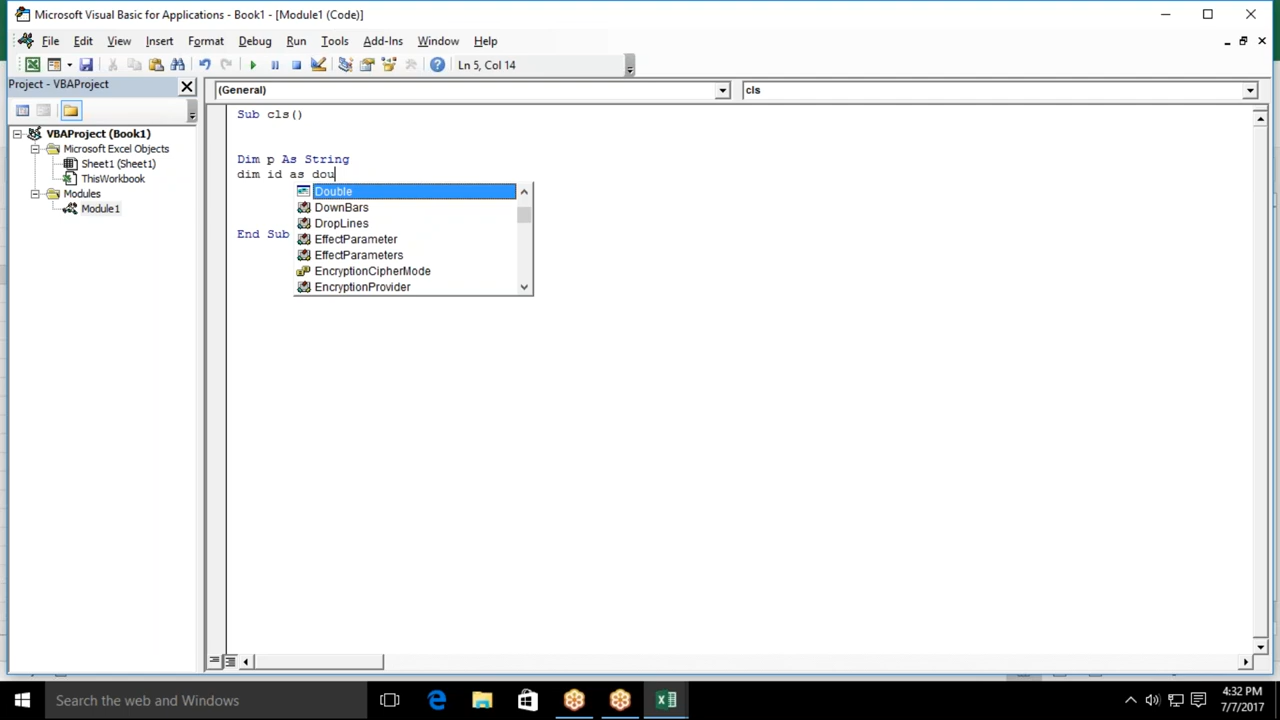 Microsoft Visual Basic for Applications - Book1 - [Module1 (Code)]
File Edit View Insert Format Debug Run Tools Add-Ins Window Help
Ln 5, Col 14
Project - VBAProject
(General)
cls
VBAProject (Book1)
Microsoft Excel Objects
Sheet1 (Sheet1)
ThisWorkbook
Modules
Module1
Sub cls()
Dim p As String
dim id as dou
Double
DownBars
DropLines
EffectParameter
EffectParameters
EncryptionCipherMode
EncryptionProvider
End Sub
Search the web and Windows
4:32 PM
7/7/2017